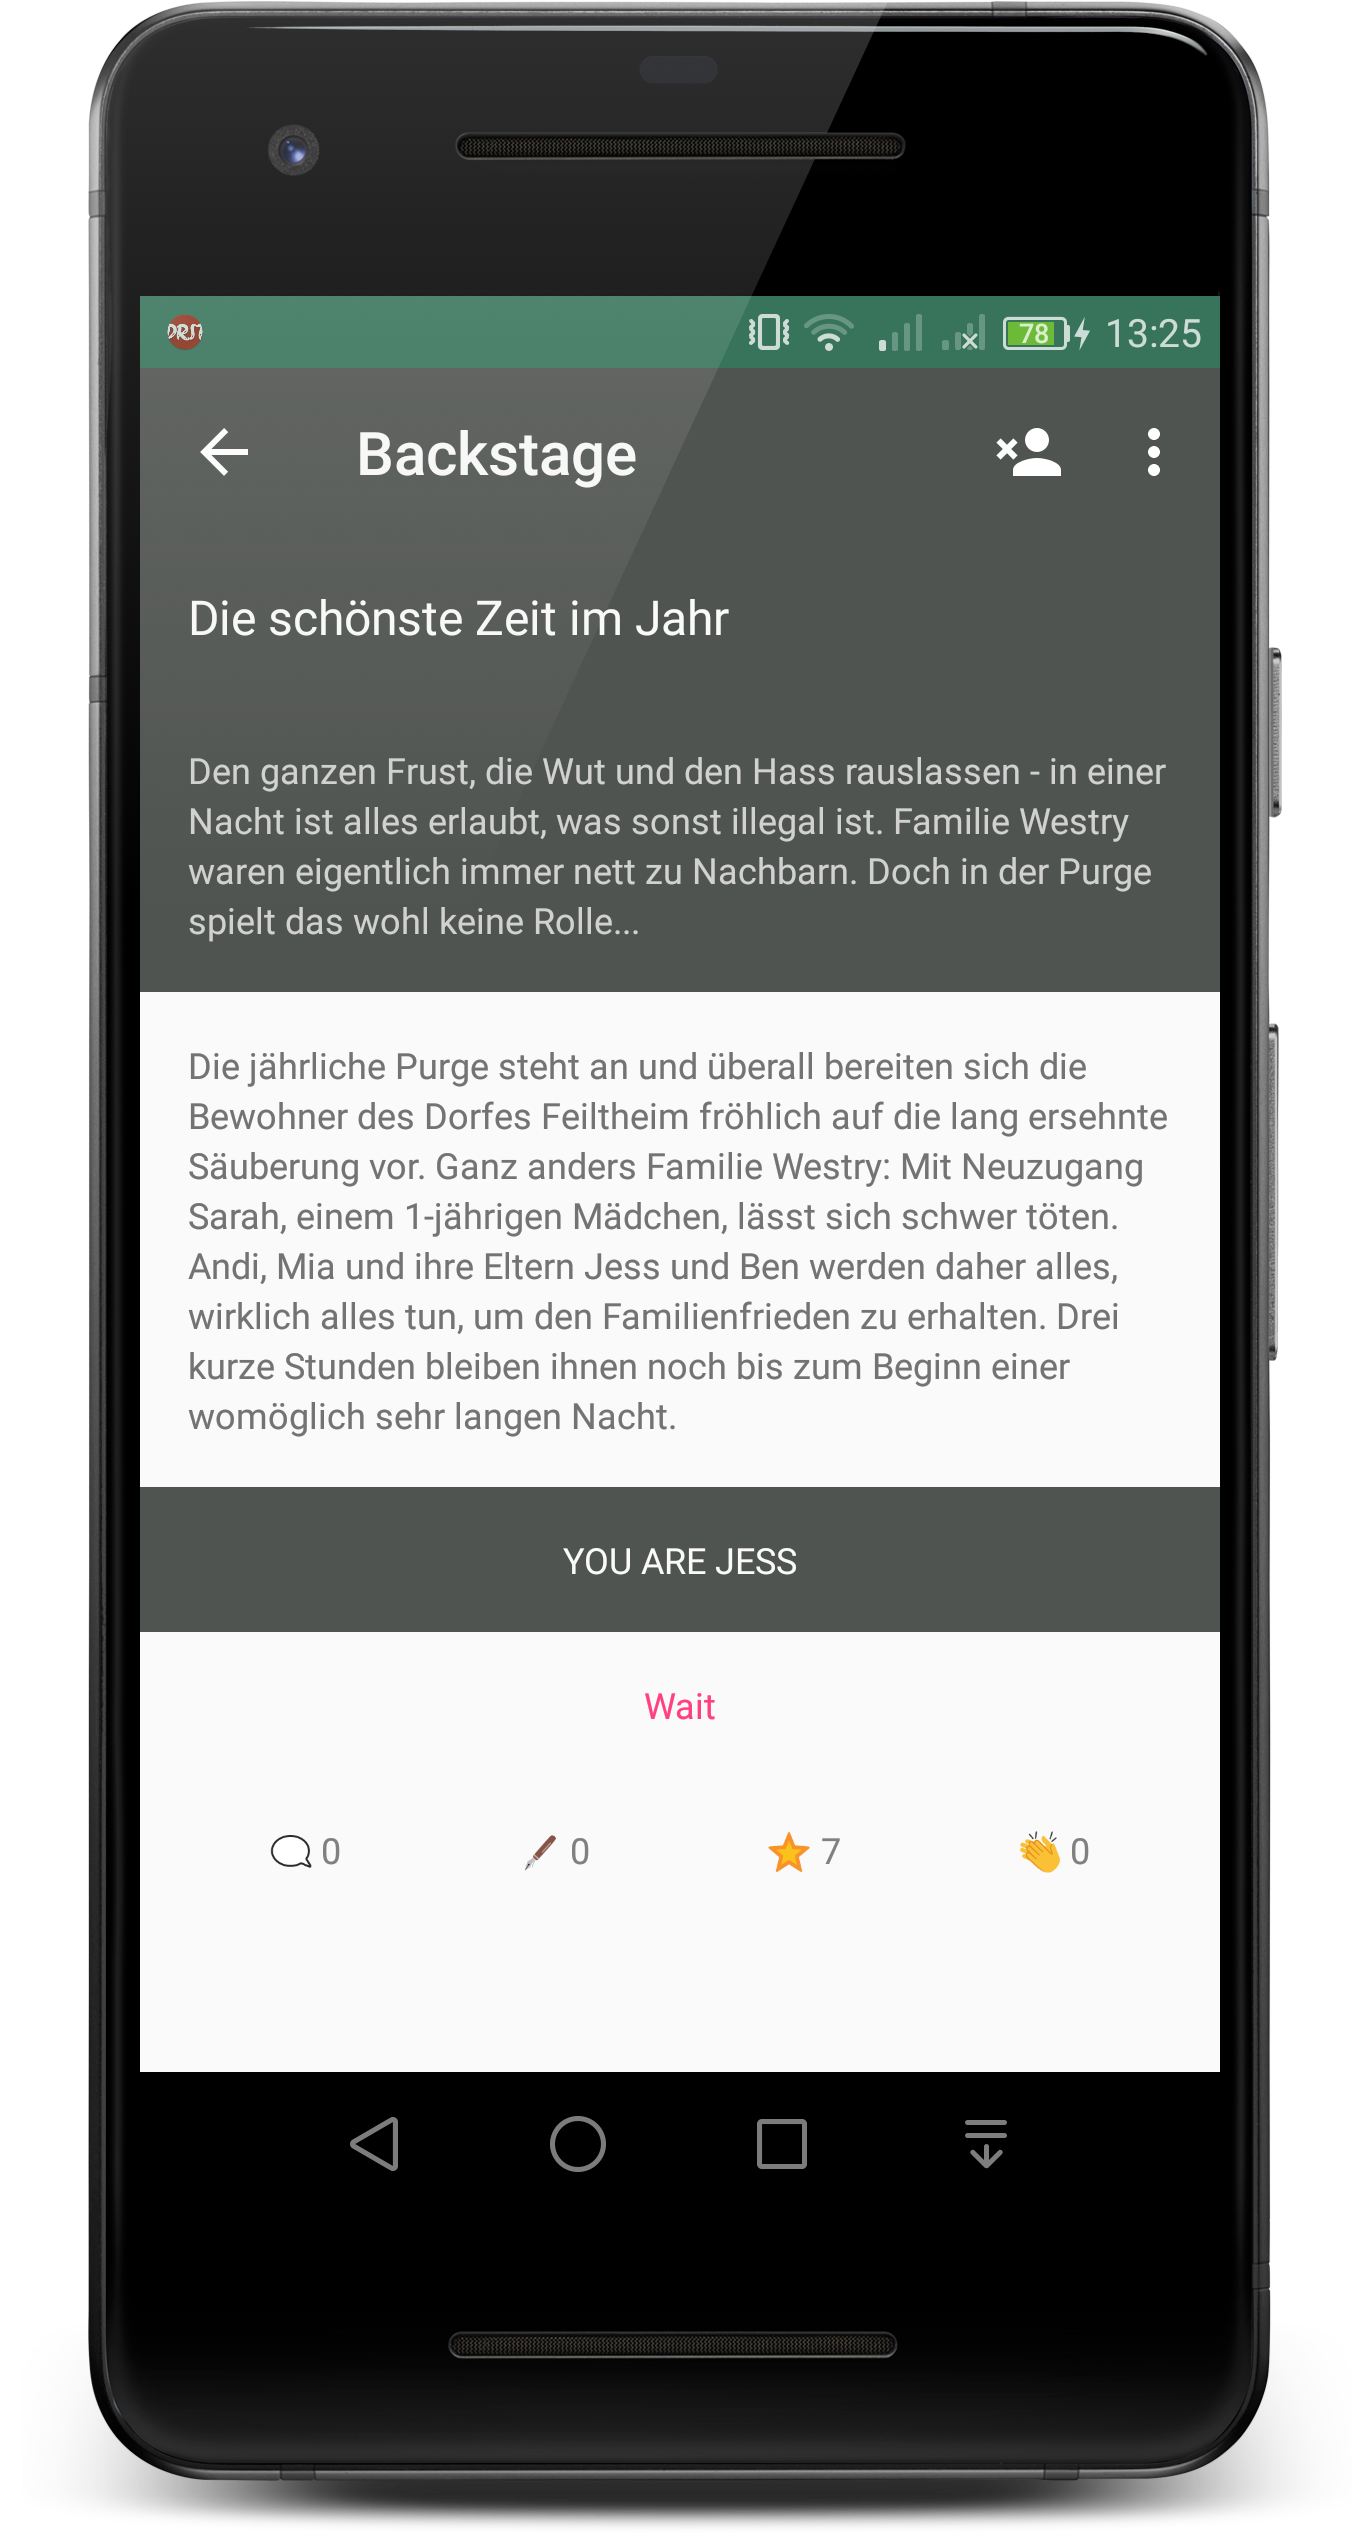 78 13:25
Backstage
Die schönste Zeit im Jahr
Den ganzen Frust, die Wut und den Hass rauslassen - in einer
Nacht ist alles erlaubt, was sonst illegal ist. Familie Westry
waren eigentlich immer nett zu Nachbarn. Doch in der Purge
spielt das wohl keine Rolle...
Die jährliche Purge steht an und überall bereiten sich die
Bewohner des Dorfes Feiltheim fröhlich auf die lang ersehnte
Säuberung vor. Ganz anders Familie Westry: Mit Neuzugang
Sarah, einem 1-jährigen Mädchen, lässt sich schwer töten.
Andi, Mia und ihre Eltern Jess und Ben werden daher alles,
wirklich alles tun, um den Familienfrieden zu erhalten. Drei
kurze Stunden bleiben ihnen noch bis zum Beginn einer
womöglich sehr langen Nacht.
YOU ARE JESS
Wait
0 0 7 0